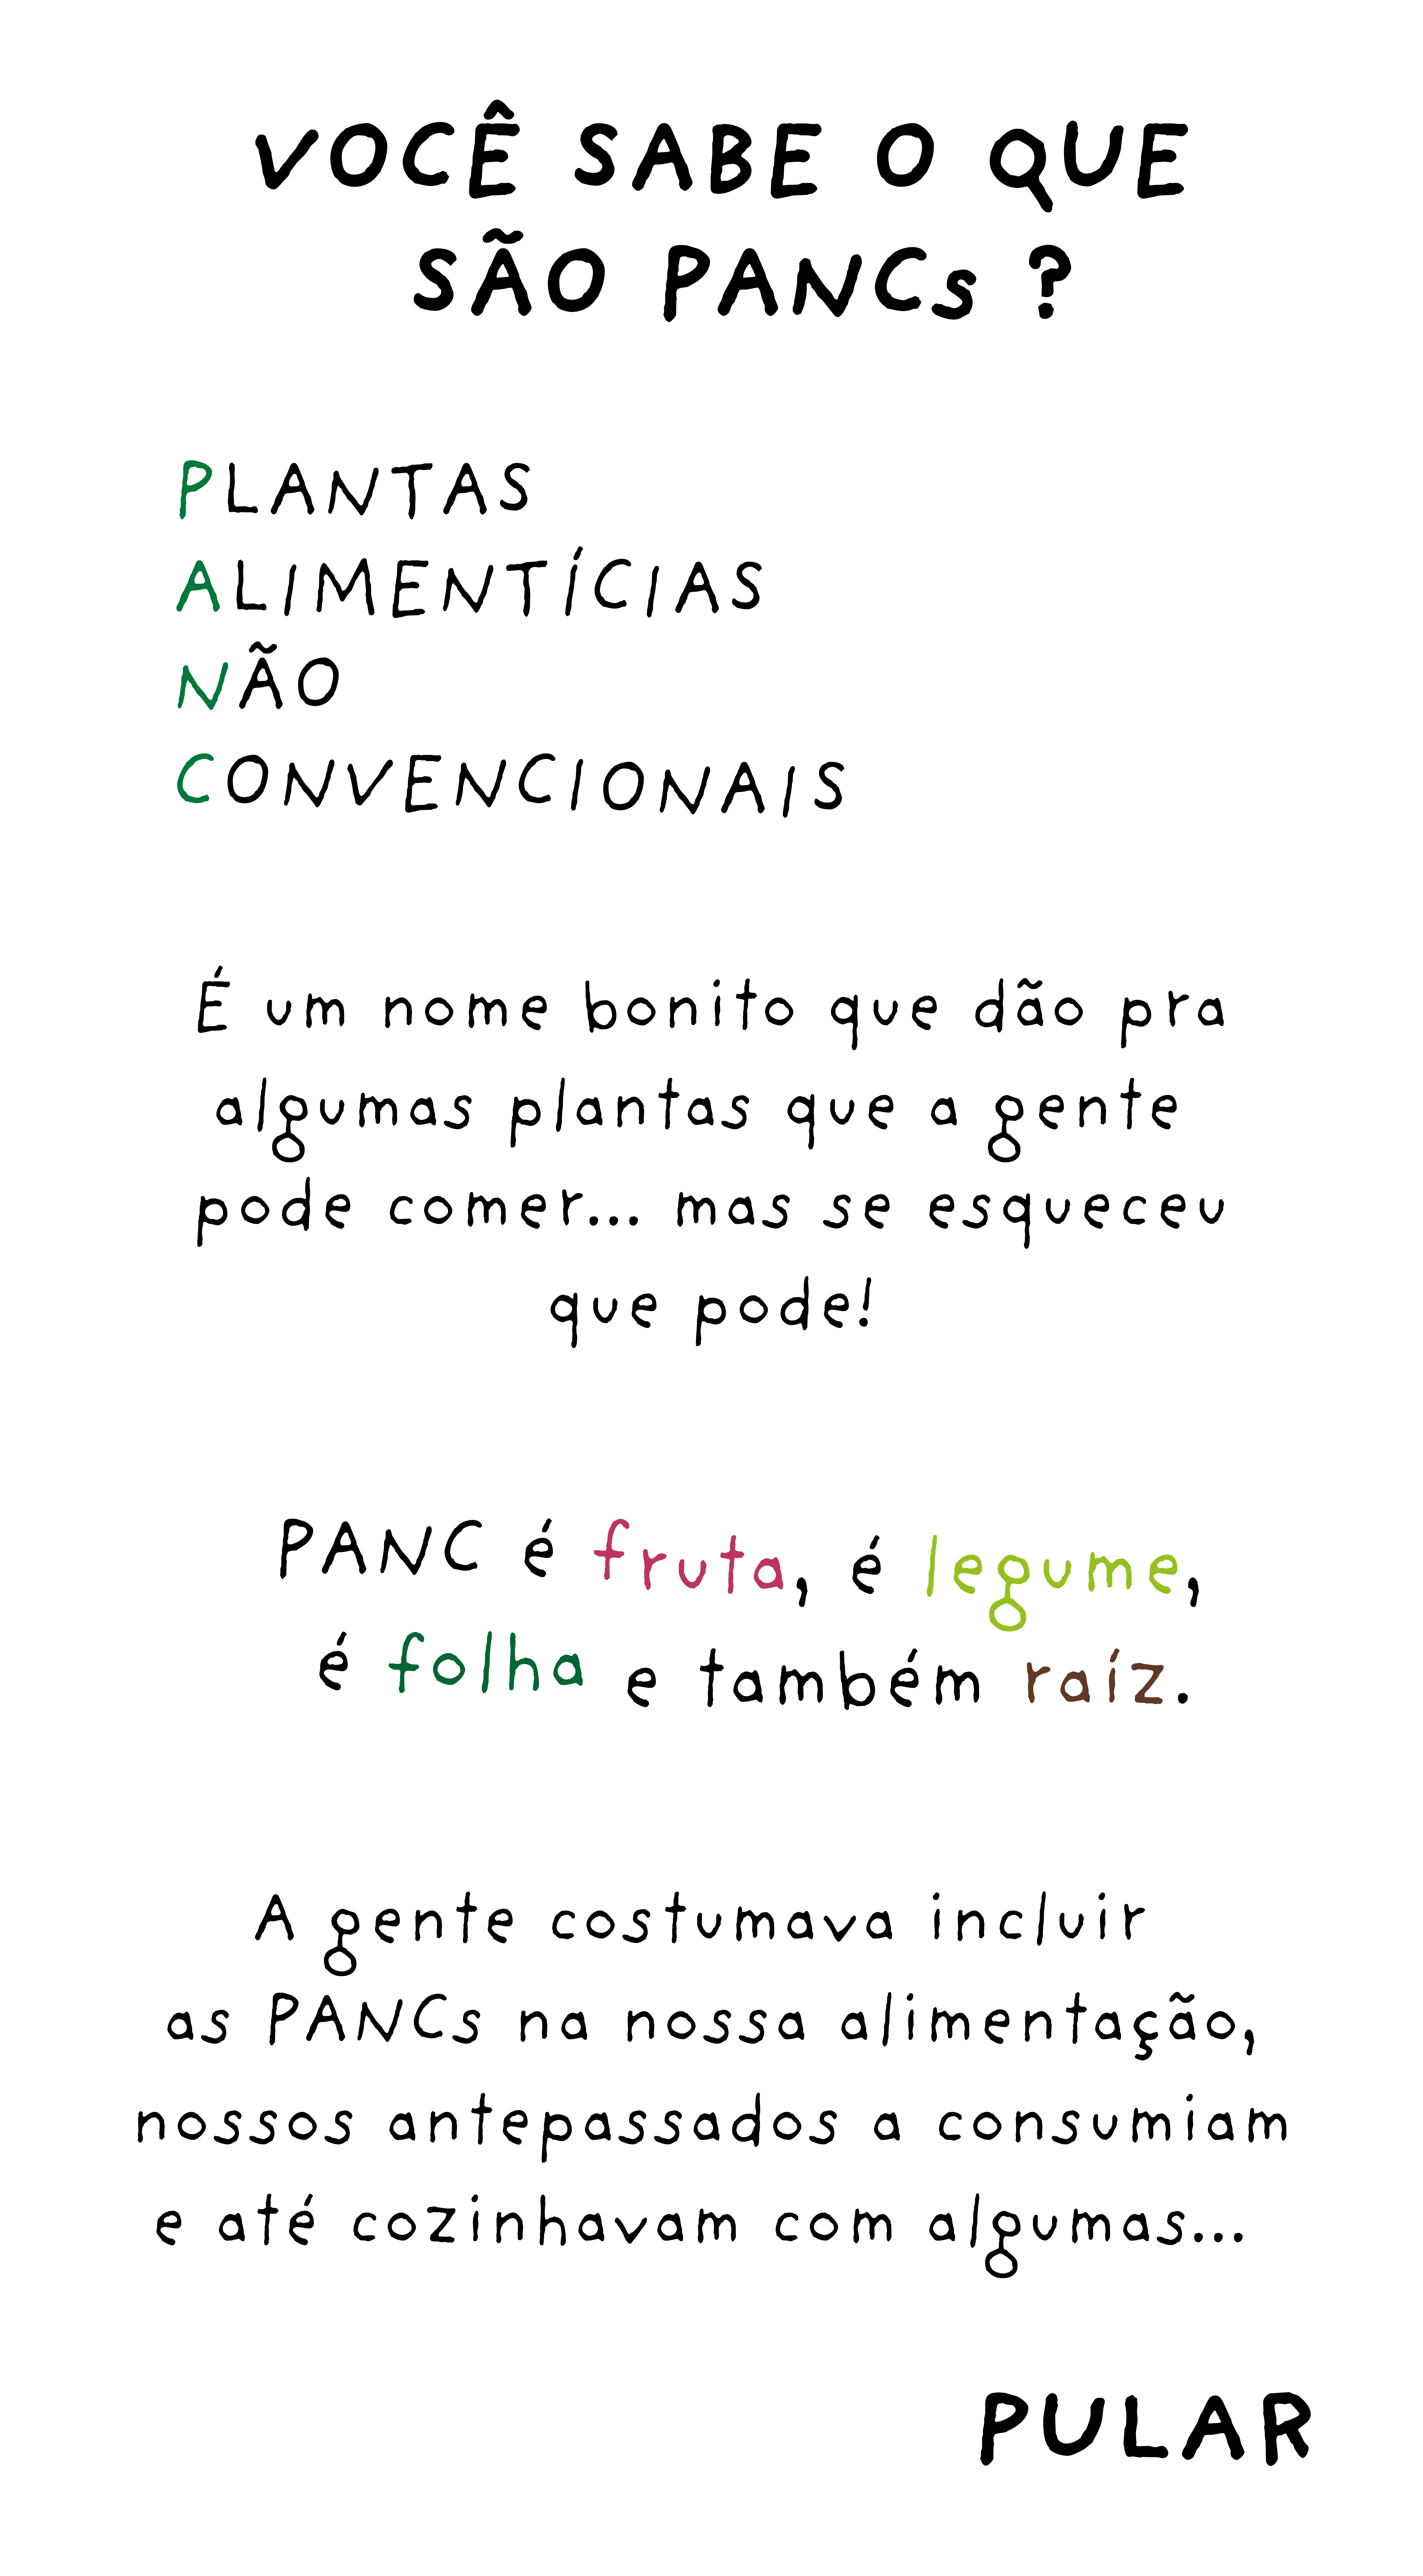 VOCÊ SABE O QUE
SÃO PANCs ?
PLANTAS
ALIMENTÍCIAS
NÃO
CONVENCIONAIS
É um nome bonito que dão pra
algumas plantas que a gente
pode comer... mas se esqueceu
que pode!
PANC é fruta, é legume,
é folha e também raíz.
A gente costumava incluir
as PANCs na nossa alimentação,
nossos antepassados a consumiam
e até cozinhavam com algumas...
PULAR